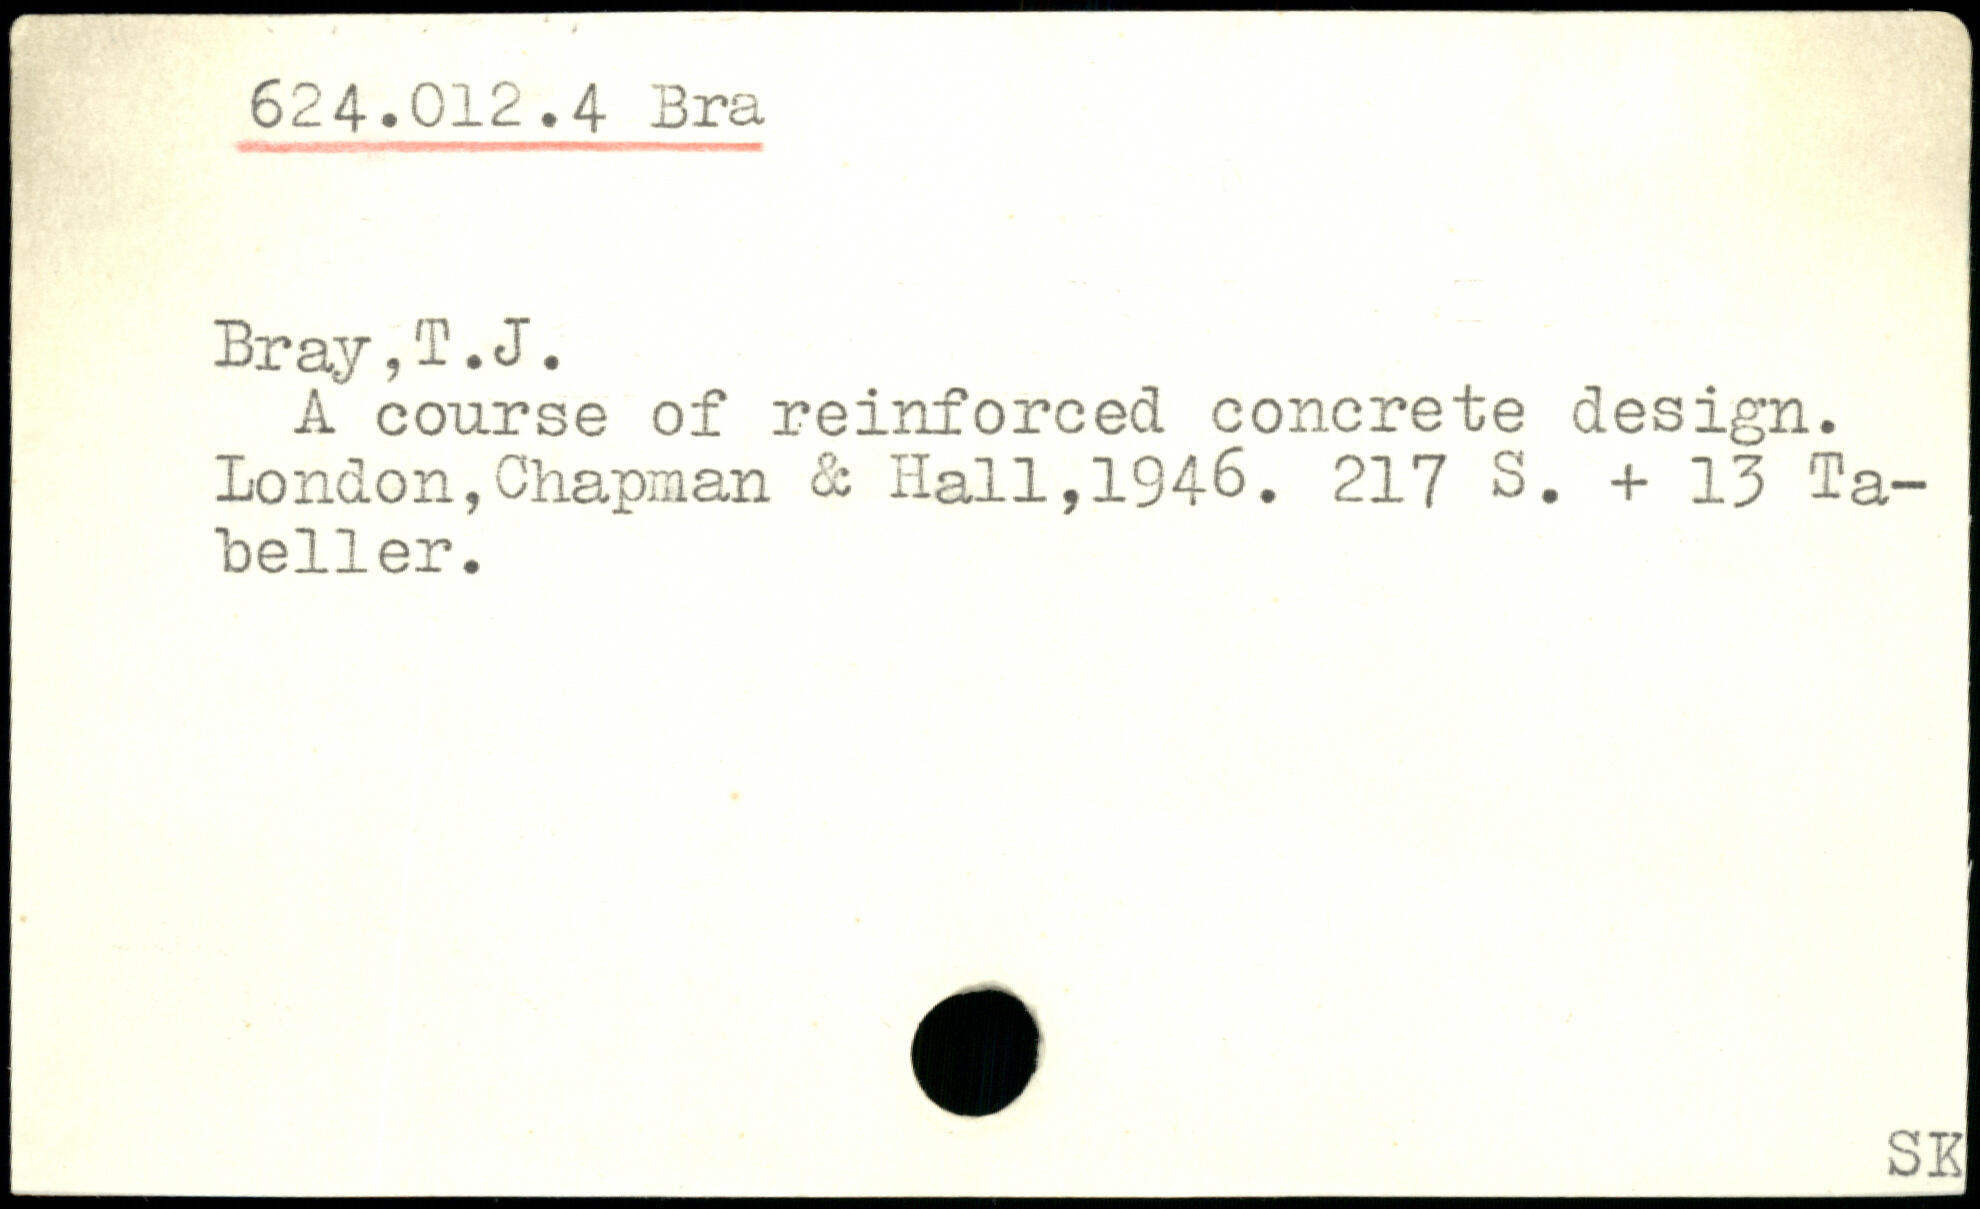 624.012.4 Bra
Bray,T.J.
A course of reinforced concrete design.
London,Chapman & Hall,1946. 217 S. + 13 Ta-
beller.
SK